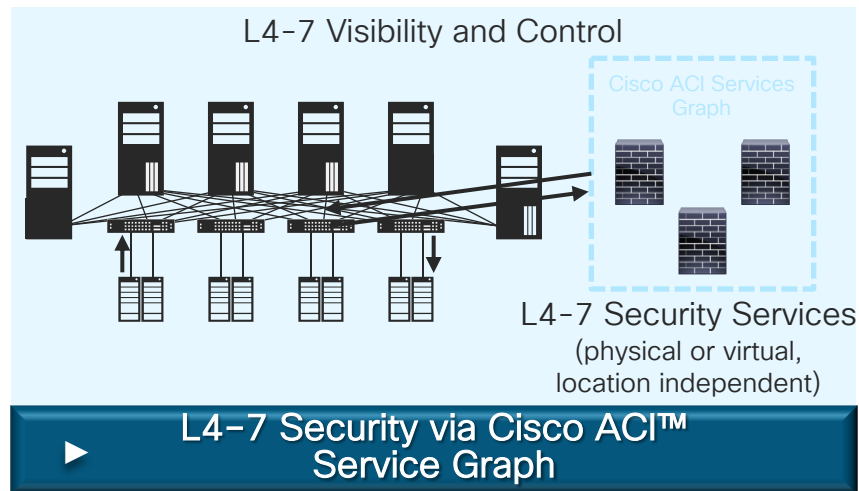 L4-7 Visibility and Control
Cisco ACI Services
Graph
L4-7 Security Services
(physical or virtual,
location independent)
L4-7 Security via Cisco ACI™
Service Graph